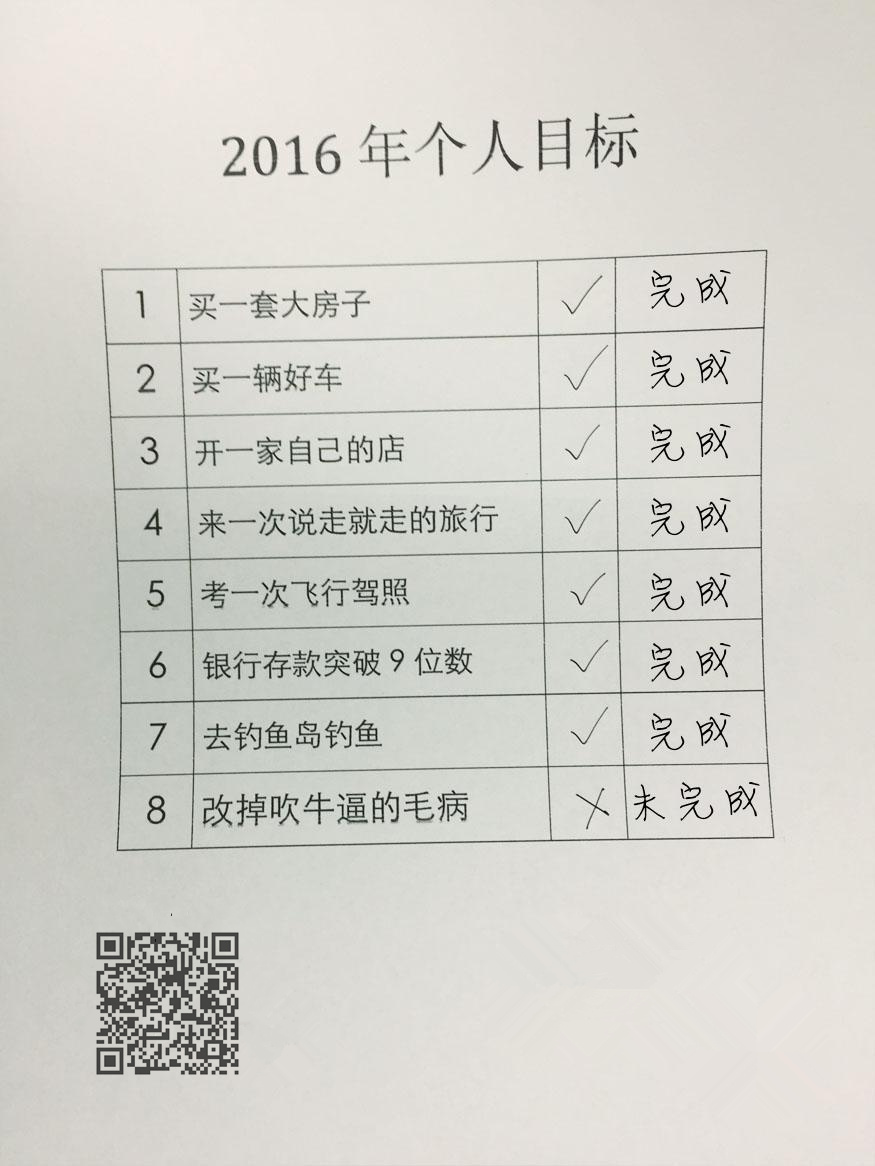 2016 年个人目标
1 买一套大房子 ✓ 完成
2 买一辆好车 ✓ 完成
3 开一家自己的店 ✓ 完成
4 来一次说走就走的旅行 ✓ 完成
5 考一次飞行驾照 ✓ 完成
6 银行存款突破 9 位数 ✓ 完成
7 去钓鱼岛钓鱼 ✓ 完成
8 改掉吹牛逼的毛病 ✗ 未完成